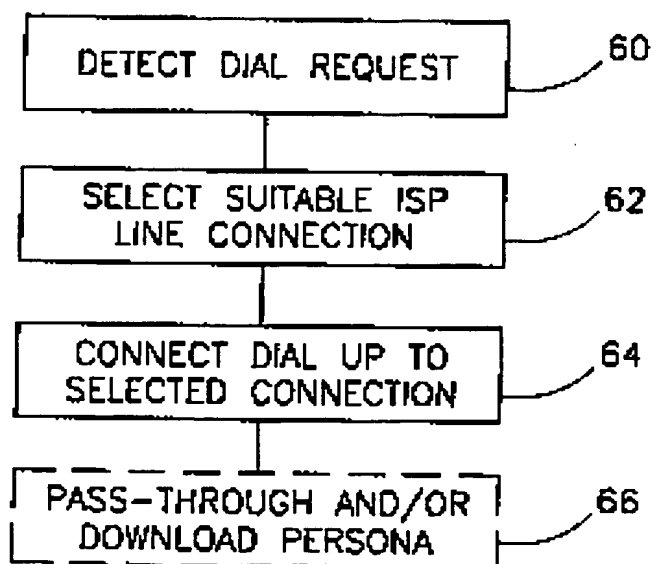 DETECT DIAL REQUEST
60
SELECT SUITABLE ISP
LINE CONNECTION
62
CONNECT DIAL UP TO
SELECTED CONNECTION
64
PASS-THROUGH AND/OR
DOWNLOAD PERSONA
66